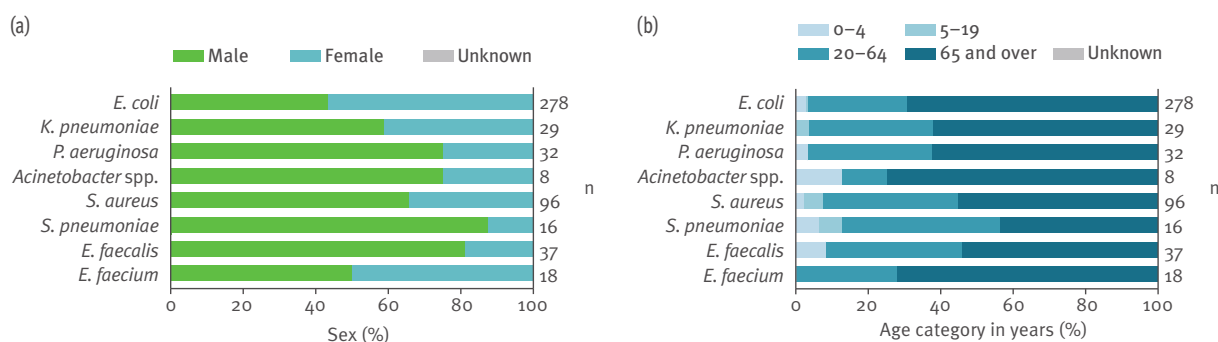 (a)
Male Female Unknown
E. coli 278
K. pneumoniae 29
P. aeruginosa 32
Acinetobacter spp. 8
S. aureus 96
S. pneumoniae 16
E. faecalis 37
E. faecium 18
n
0 20 40 60 80 100
Sex (%)
(b)
0–4 5–19
20–64 65 and over Unknown
E. coli 278
K. pneumoniae 29
P. aeruginosa 32
Acinetobacter spp. 8
S. aureus 96
S. pneumoniae 16
E. faecalis 37
E. faecium 18
n
0 20 40 60 80 100
Age category in years (%)